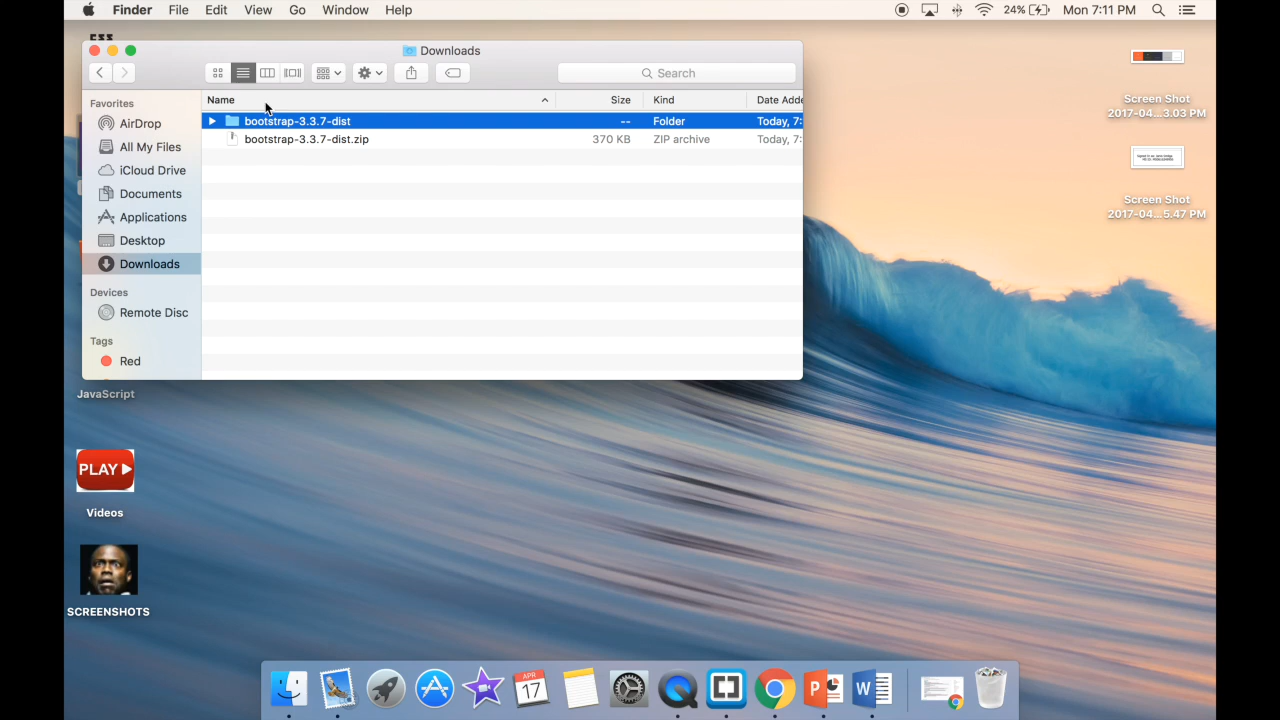 Finder File Edit View Go Window Help 24% Mon 7:11 PM
Downloads
Search
Favorites
AirDrop
All My Files
iCloud Drive
Documents
Applications
Desktop
Downloads
Devices
Remote Disc
Tags
Red
Name Size Kind Date Adde
bootstrap-3.3.7-dist -- Folder Today, 7:
bootstrap-3.3.7-dist.zip 370 KB ZIP archive Today, 7:
Screen Shot
2017-04...3.03 PM
Screen Shot
2017-04...5.47 PM
JavaScript
PLAY
Videos
SCREENSHOTS
APR
17
P
W